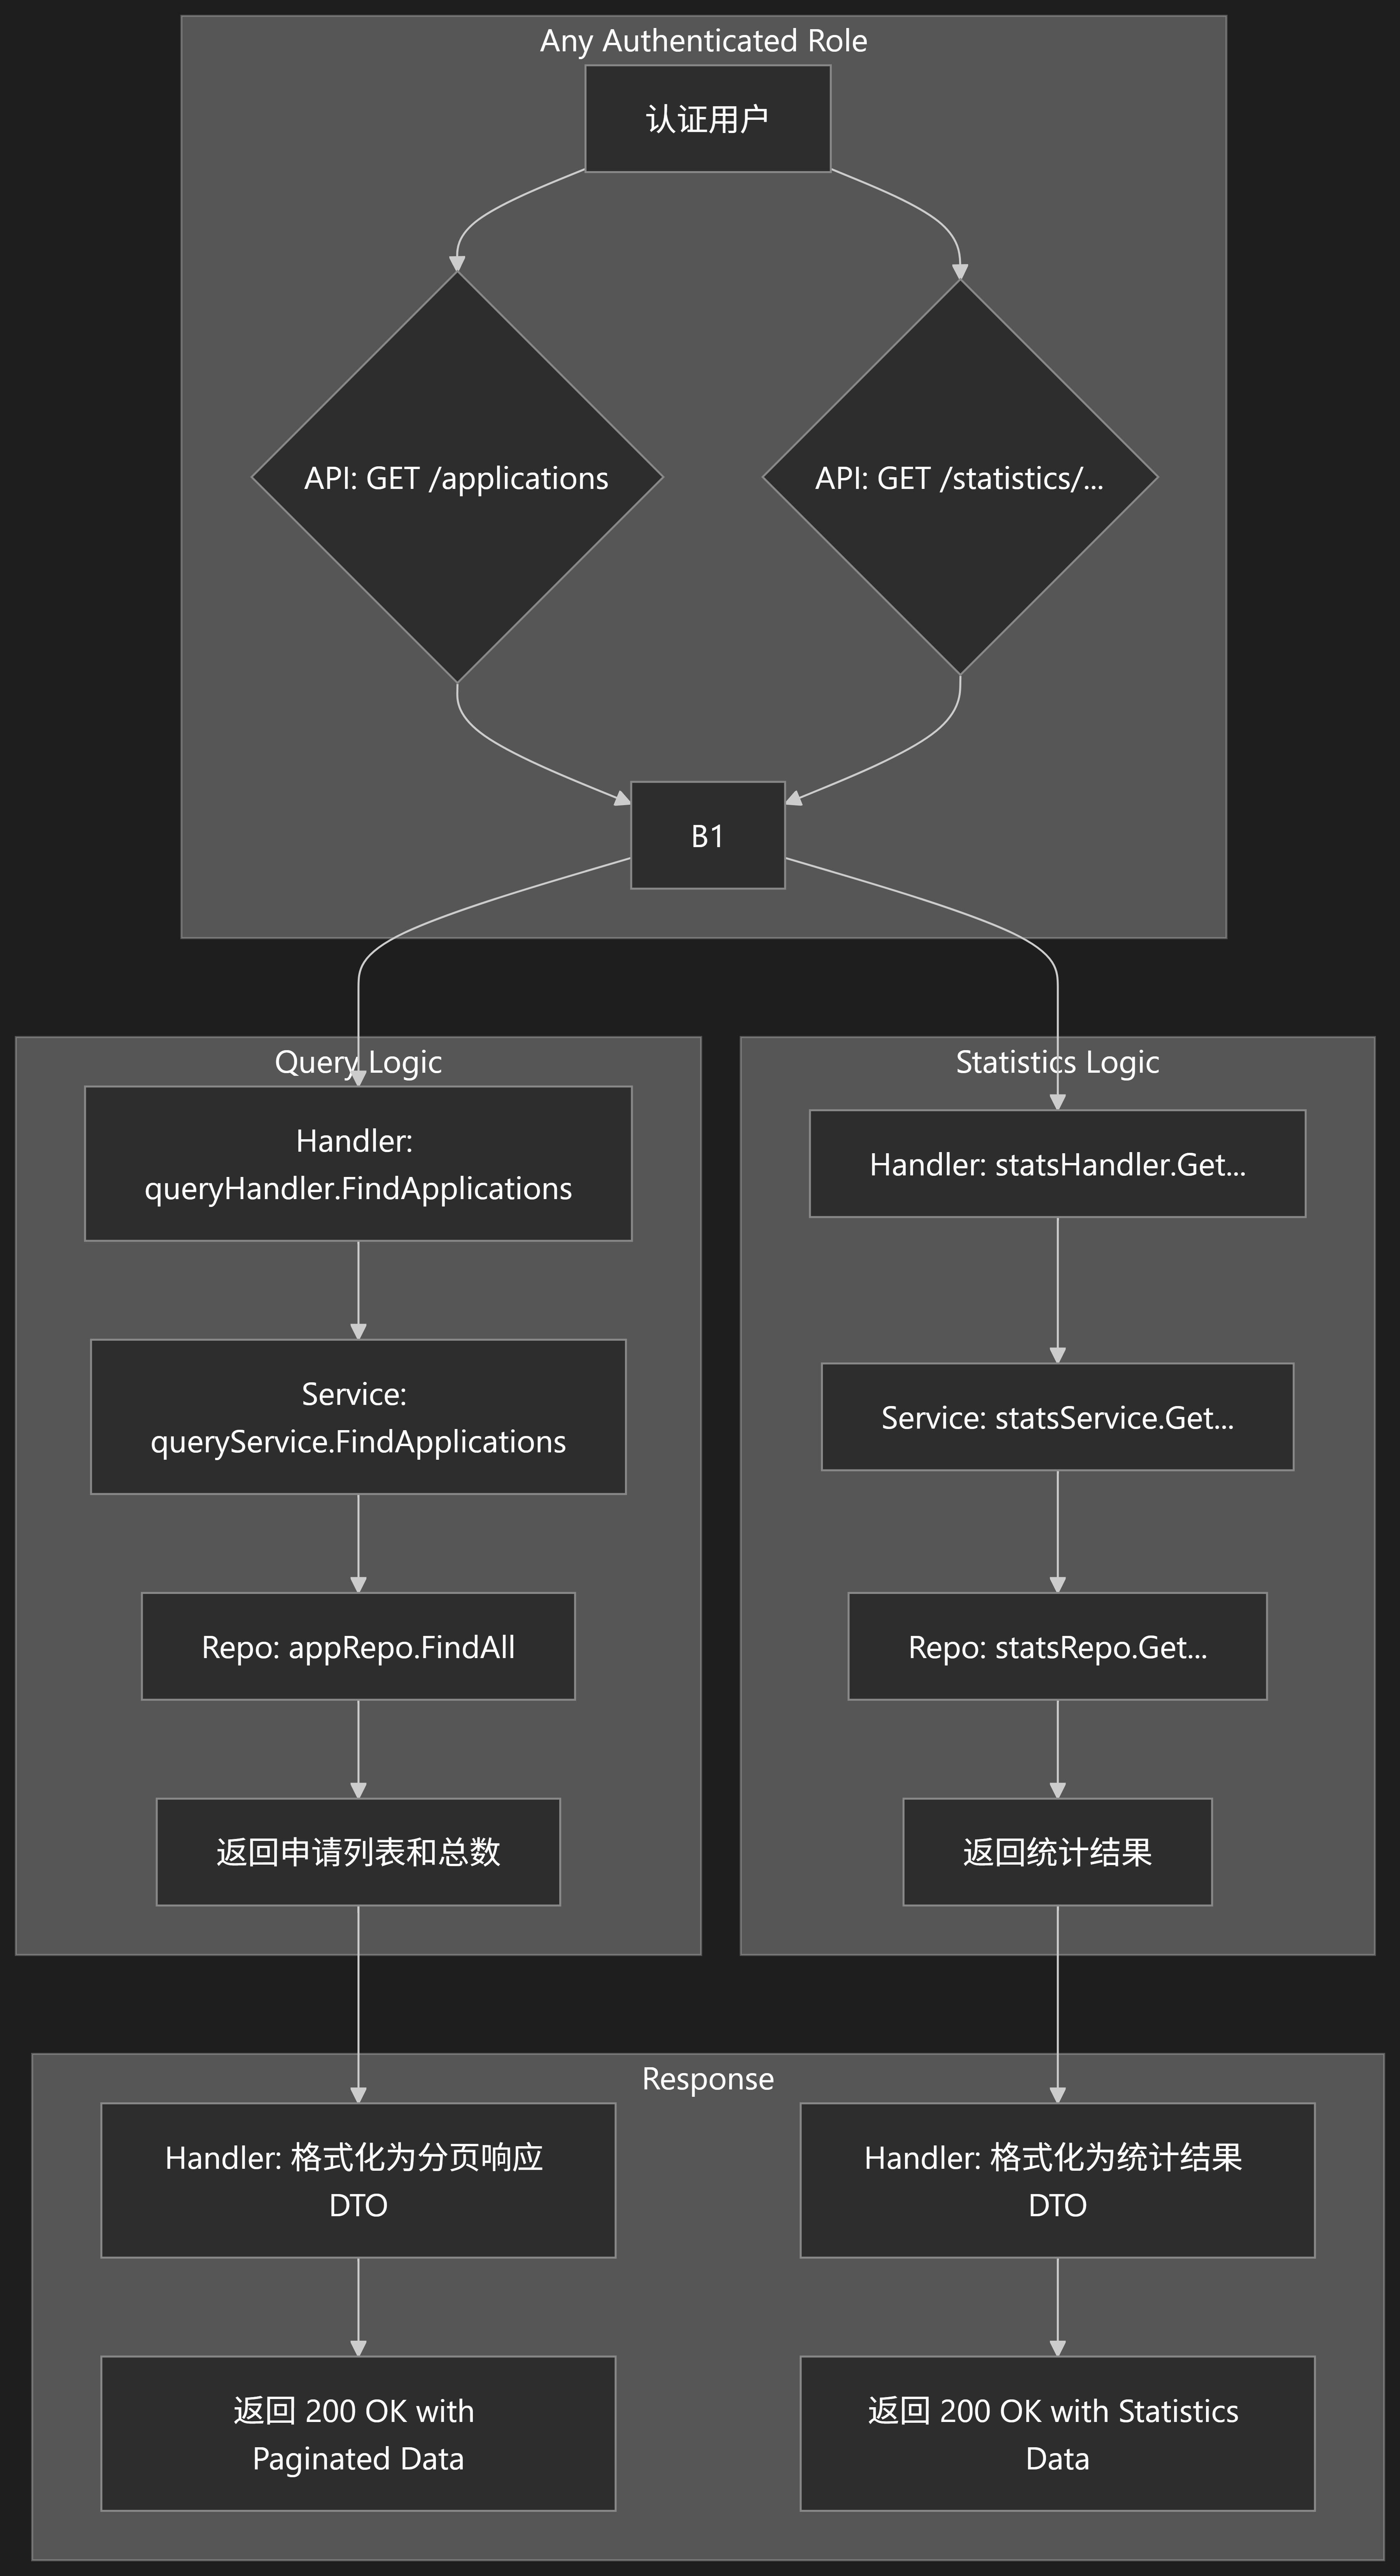 Any Authenticated Role
认证用户
API: GET /applications
API: GET /statistics/...
B1
Query Logic
Handler:
queryHandler.FindApplications
Service:
queryService.FindApplications
Repo: appRepo.FindAll
返回申请列表和总数
Statistics Logic
Handler: statsHandler.Get...
Service: statsService.Get...
Repo: statsRepo.Get...
返回统计结果
Response
Handler: 格式化为分页响应
DTO
返回 200 OK with
Paginated Data
Handler: 格式化为统计结果
DTO
返回 200 OK with Statistics
Data